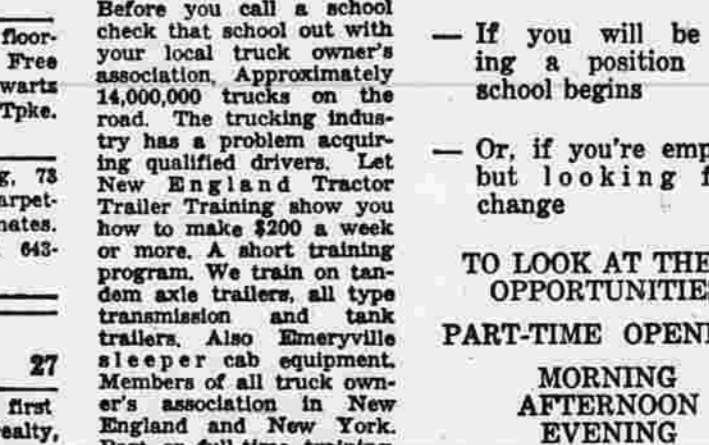 floor-
Free
warts
Tpke.
73
arpet-
mates.
643-
27
first
ealty,
Before you call a school
check that school out with
your local truck owner's
association. Approximately
14,000,000 trucks on the
road. The trucking indus-
try has a problem acquir-
ing qualified drivers. Let
New England Tractor
Trailer Training show you
how to make $200 a week
or more. A short training
program. We train on tan-
dem axle trailers, all type
transmission and tank
trailers. Also Emeryville
sleeper cab equipment.
Members of all truck own-
er's association in New
England and New York.
— If you will be
ing a position
school begins
— Or, if you're emp
but looking f
change
TO LOOK AT THE
OPPORTUNITIES
PART-TIME OPENI
MORNING
AFTERNOON
EVENING